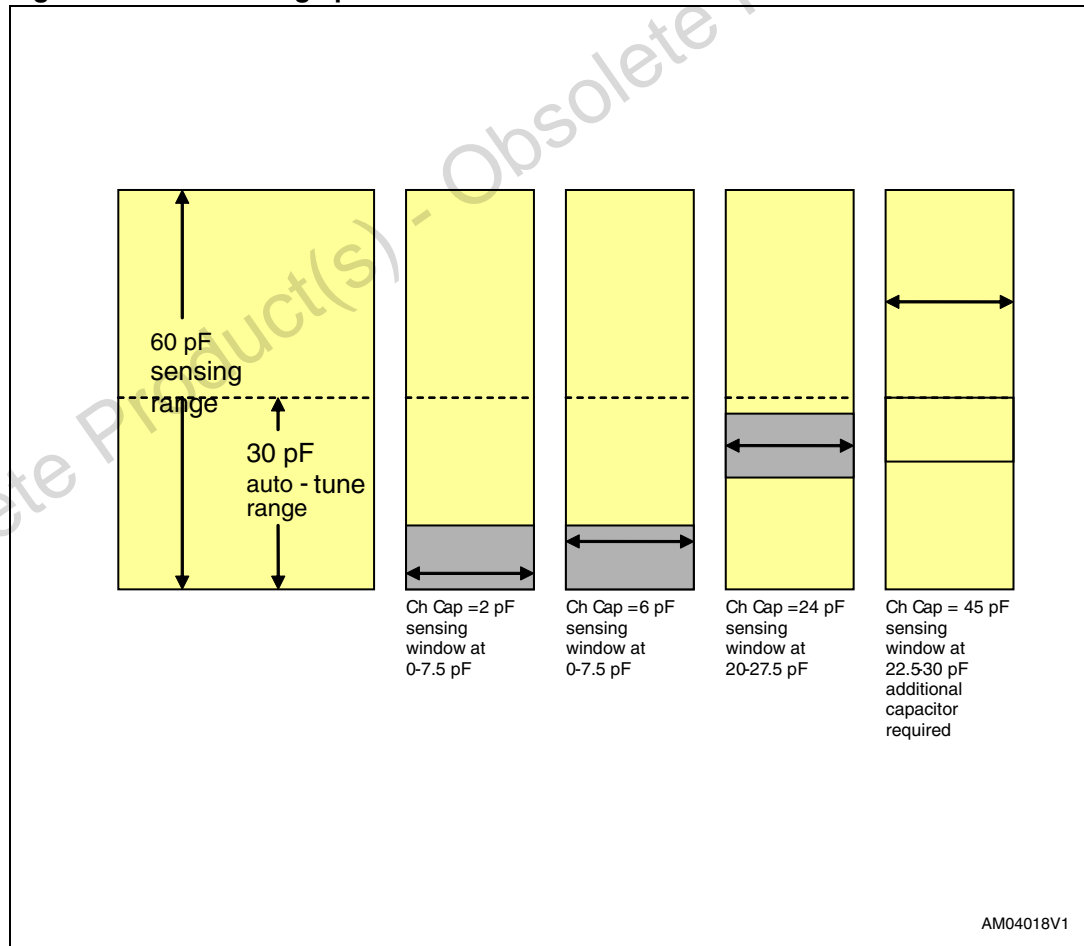 60 pF
sensing
range
30 pF
auto - tune
range
Ch Cap =2 pF
sensing
window at
0-7.5 pF
Ch Cap =6 pF
sensing
window at
0-7.5 pF
Ch Cap =24 pF
sensing
window at
20-27.5 pF
Ch Cap = 45 pF
sensing
window at
22.5-30 pF
additional
capacitor
required
AM04018V1
ete Product(s) - Obsolete